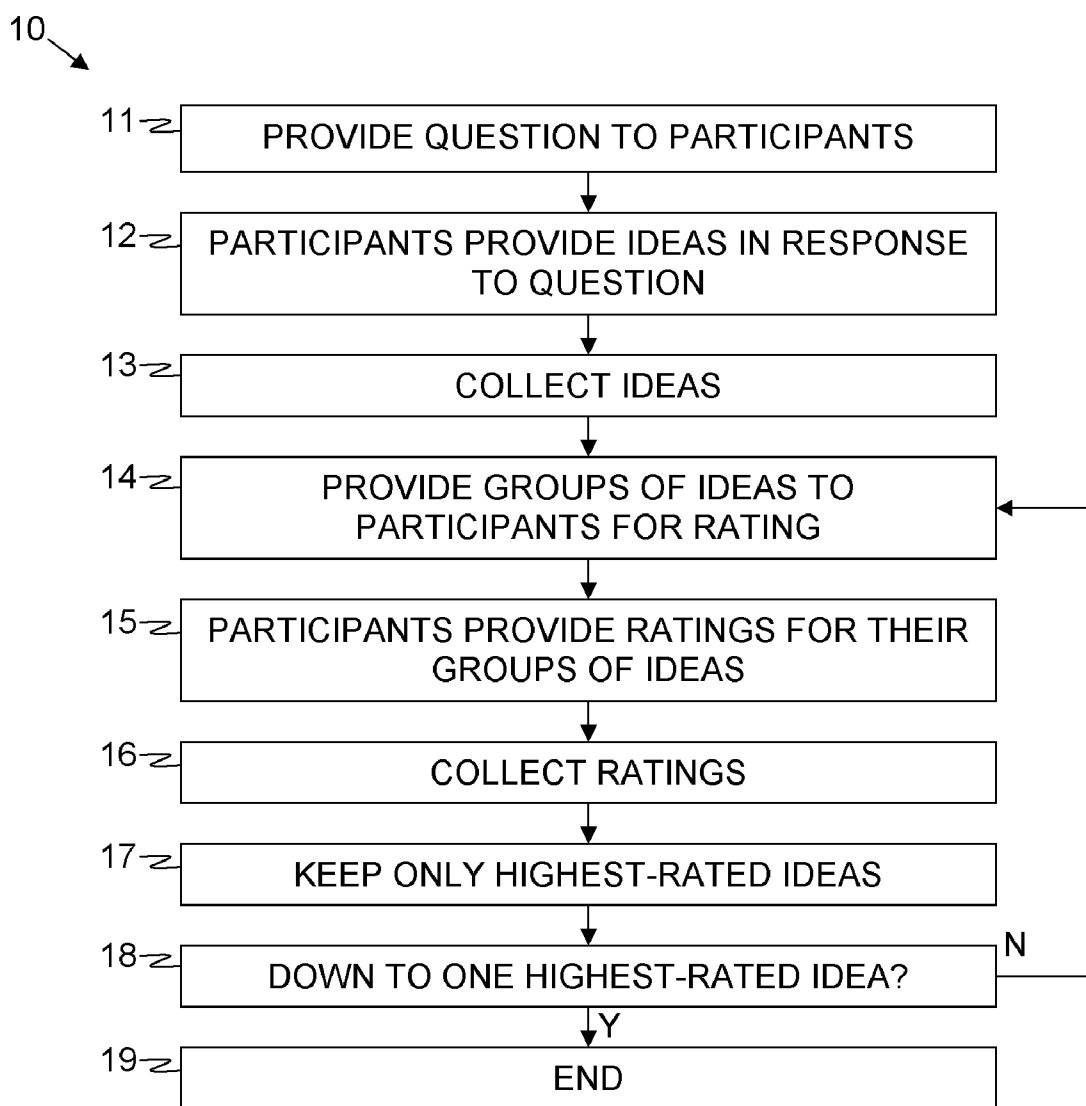 10
11
PROVIDE QUESTION TO PARTICIPANTS
12
PARTICIPANTS PROVIDE IDEAS IN RESPONSE
TO QUESTION
13
COLLECT IDEAS
14
PROVIDE GROUPS OF IDEAS TO
PARTICIPANTS FOR RATING
15
PARTICIPANTS PROVIDE RATINGS FOR THEIR
GROUPS OF IDEAS
16
COLLECT RATINGS
17
KEEP ONLY HIGHEST-RATED IDEAS
18
DOWN TO ONE HIGHEST-RATED IDEA?
N
Y
19
END